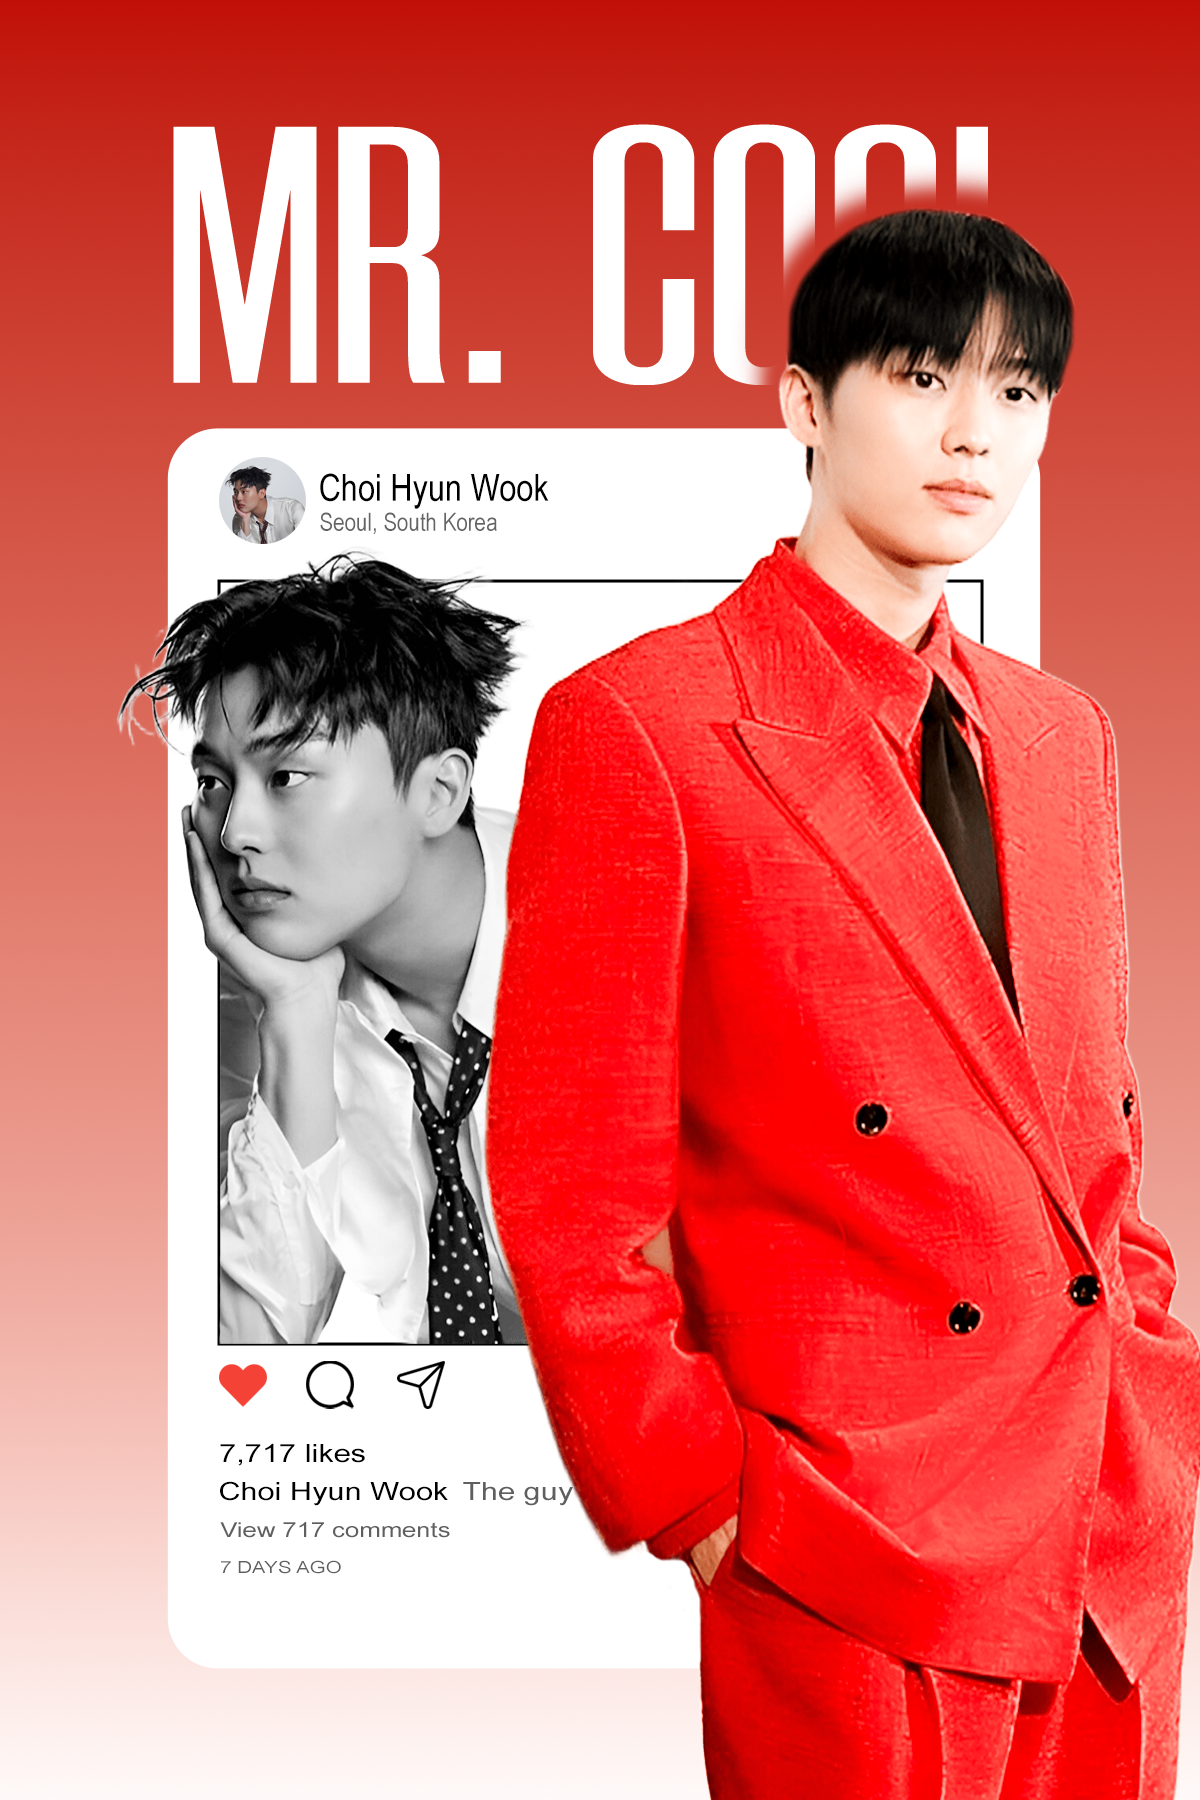 MR. COOL
Choi Hyun Wook
Seoul, South Korea
7,717 likes
Choi Hyun Wook The guy
View 717 comments
7 DAYS AGO